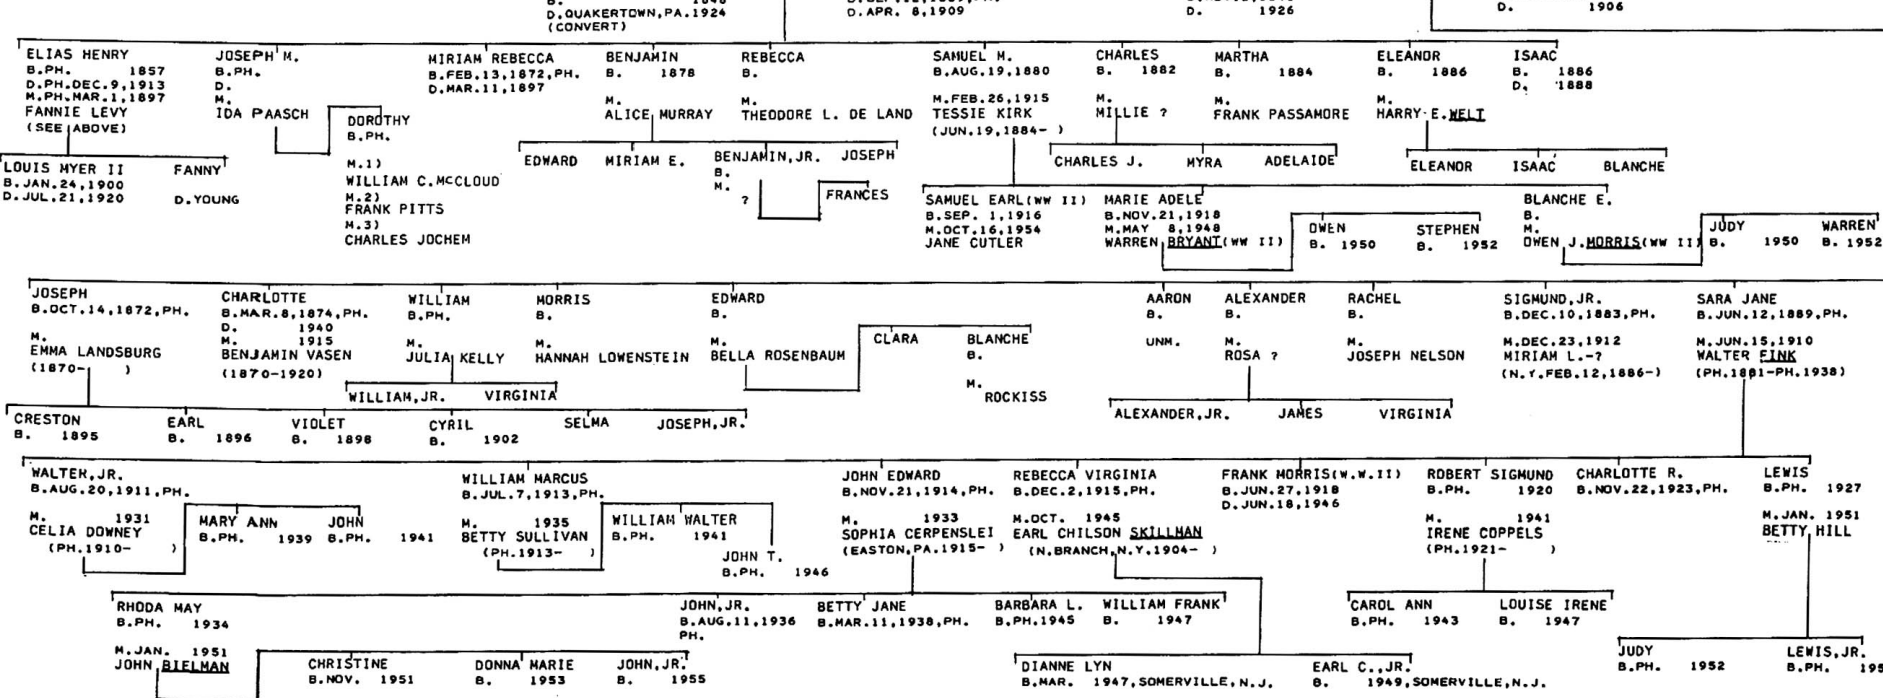 B. 1848
D.QUAKERTOWN,PA.1924
(CONVERT)
D.APR. 8,1909
D. 1926
D. 1906
ELIAS HENRY
B.PH. 1857
D.PH.DEC.9,1913
M.PH.MAR.1,1897
FANNIE LEVY
(SEE ABOVE)
JOSEPH M.
B.PH.
D.
M.
IDA PAASCH
MIRIAM REBECCA
B.FEB.13,1872,PH.
D.MAR.11,1897
BENJAMIN
B. 1878
M.
ALICE MURRAY
REBECCA
B.
M.
THEODORE L. DE LAND
SAMUEL M.
B.AUG.19,1880
M.FEB.26,1915
TESSIE KIRK
(JUN.19,1884- )
CHARLES
B. 1882
M.
MILLIE ?
MARTHA
B. 1884
M.
FRANK PASSAMORE
ELEANOR
B. 1886
M.
HARRY E.WELT
ISAAC
B. 1886
D. 1888
DOROTHY
B.PH.
M.1)
WILLIAM C.MCCLOUD
M.2)
FRANK PITTS
M.3)
CHARLES JOCHEM
LOUIS MYER II
B.JAN.24,1900
D.JUL.21,1920
FANNY
D.YOUNG
EDWARD
MIRIAM E.
BENJAMIN,JR.
B.
M.
?
JOSEPH
FRANCES
CHARLES J.
MYRA
ADELAIDE
ELEANOR
ISAAC
BLANCHE
SAMUEL EARL(WW II)
B.SEP. 1,1916
M.OCT.16,1954
JANE CUTLER
MARIE ADELE
B.NOV.21,1918
M.MAY 8,1948
WARREN BRYANT(WW II)
OWEN
B. 1950
STEPHEN
B. 1952
BLANCHE E.
B.
M.
OWEN J.MORRIS(WW II)
JUDY
B. 1950
WARREN
B. 1952
JOSEPH
B.OCT.14,1872,PH.
M.
EMMA LANDSBURG
(1870- )
CHARLOTTE
B.MAR.8,1874,PH.
D. 1940
M. 1915
BENJAMIN VASEN
(1870-1920)
WILLIAM
B.PH.
M.
JULIA KELLY
MORRIS
B.
M.
HANNAH LOWENSTEIN
EDWARD
B.
M.
BELLA ROSENBAUM
CLARA
BLANCHE
B.
M.
ROCKISS
AARON
B.
UNM.
ALEXANDER
B.
M.
ROSA ?
RACHEL
B.
M.
JOSEPH NELSON
SIGMUND,JR.
B.DEC.10,1883,PH.
M.DEC.23,1912
MIRIAM L.-?
(N.Y.FEB.12,1886-)
SARA JANE
B.JUN.12,1889,PH.
M.JUN.15,1910
WALTER FINK
(PH.1881-PH.1938)
WILLIAM,JR.
VIRGINIA
ALEXANDER,JR.
JAMES
VIRGINIA
CRESTON
B. 1895
EARL
B. 1896
VIOLET
B. 1898
CYRIL
B. 1902
SELMA
JOSEPH,JR.
WALTER,JR.
B.AUG.20,1911,PH.
M. 1931
CELIA DOWNEY
(PH.1910- )
MARY ANN
B.PH. 1939
JOHN
B.PH. 1941
WILLIAM MARCUS
B.JUL.7,1913,PH.
M. 1935
BETTY SULLIVAN
(PH.1913- )
WILLIAM WALTER
B.PH. 1941
JOHN T.
B.PH. 1946
JOHN EDWARD
B.NOV.21,1914,PH.
M. 1933
SOPHIA CERPENSLEI
(EASTON,PA.1915- )
REBECCA VIRGINIA
B.DEC.2,1915,PH.
M.OCT. 1945
EARL CHILSON SKILLMAN
(N.BRANCH,N.Y.1904- )
FRANK MORRIS(W.W.II)
B.JUN.27,1918
D.JUN.18,1946
ROBERT SIGMUND
B.PH. 1920
M. 1941
IRENE COPPELS
(PH.1921- )
CHARLOTTE R.
B.NOV.22,1923,PH.
LEWIS
B.PH. 1927
M.JAN. 1951
BETTY HILL
RHODA MAY
B.PH. 1934
M.JAN. 1951
JOHN BIELMAN
JOHN,JR.
B.AUG.11,1936
PH.
BETTY JANE
B.MAR.11,1938,PH.
BARBARA L.
B.PH.1945
WILLIAM FRANK
B. 1947
CAROL ANN
B.PH. 1943
LOUISE IRENE
B. 1947
CHRISTINE
B.NOV. 1951
DONNA MARIE
B. 1953
JOHN,JR.
B. 1955
DIANNE LYN
B.MAR. 1947,SOMERVILLE,N.J.
EARL C.,JR.
B. 1949,SOMERVILLE,N.J.
JUDY
B.PH. 1952
LEWIS,JR.
B.PH.